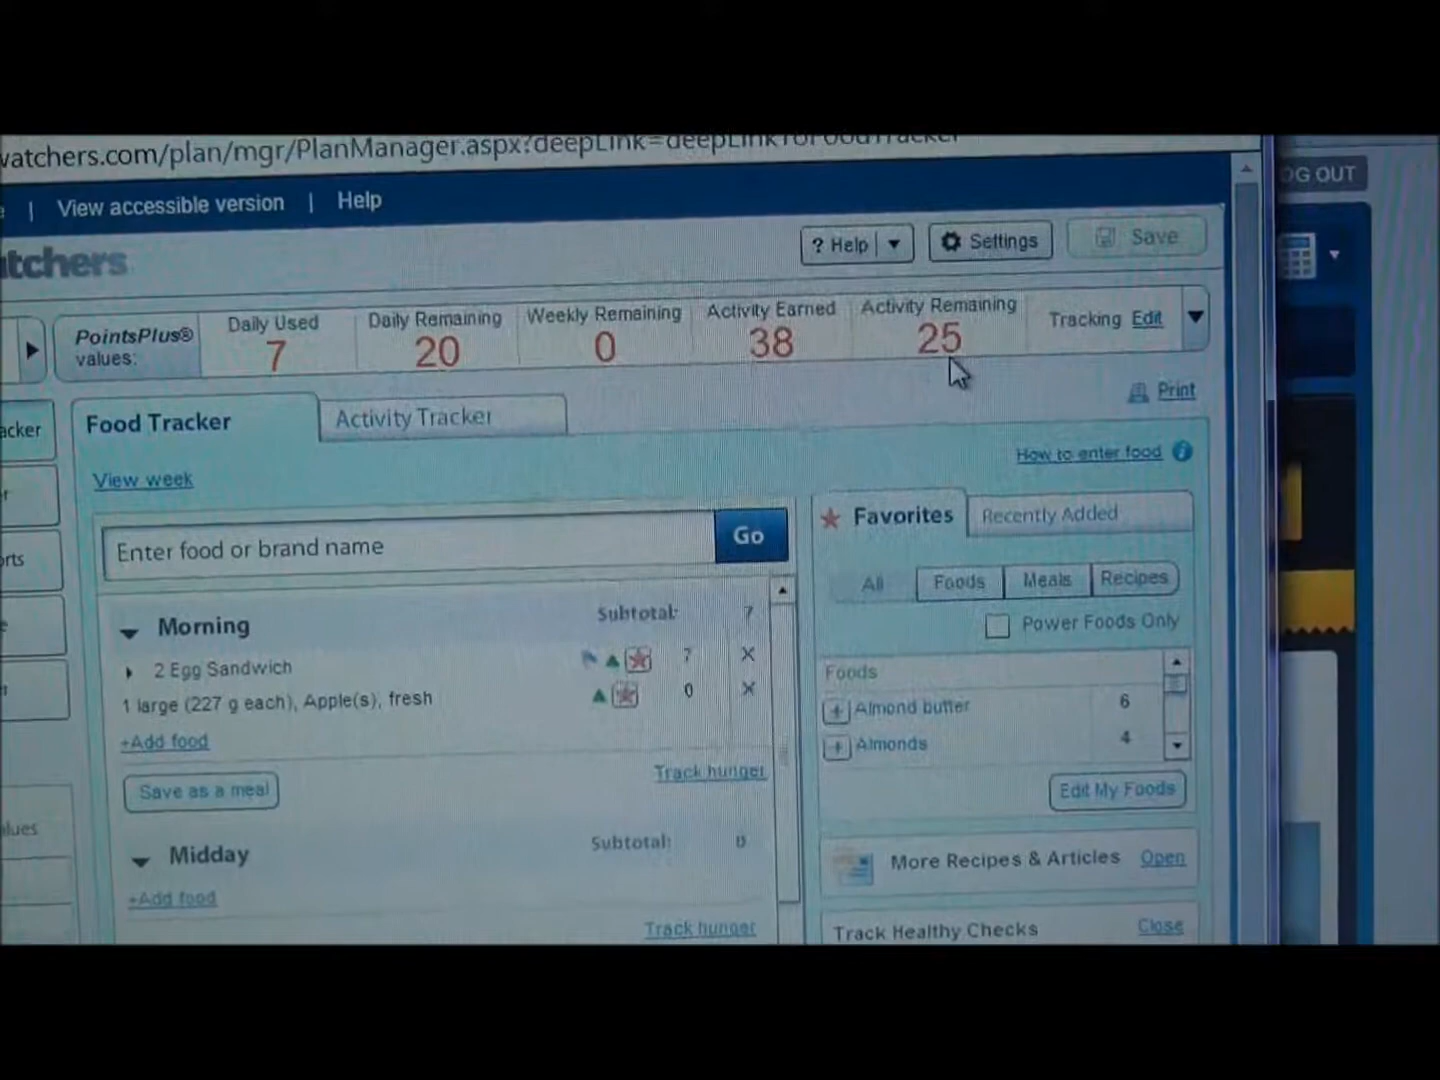 watchers.com/plan/mgr/PlanManager.aspx?deepLink=deepLinkToFoodTracker
| View accessible version | Help
OG OUT
atchers
? Help Settings Save
PointsPlus® values:
Daily Used Daily Remaining Weekly Remaining Activity Earned Activity Remaining
7 20 0 38 25
Tracking Edit
Print
acker
Food Tracker Activity Tracker
How to enter food
View week
Enter food or brand name Go
Favorites Recently Added
All Foods Meals Recipes
Power Foods Only
Morning Subtotal: 7
2 Egg Sandwich 7
1 large (227 g each), Apple(s), fresh 0
+Add food
Track hunger
Save as a meal
Foods
Almond butter 6
Almonds 4
Edit My Foods
orts
alues
Midday Subtotal: 0
+Add food
Track hunger
More Recipes & Articles Open
Track Healthy Checks Close